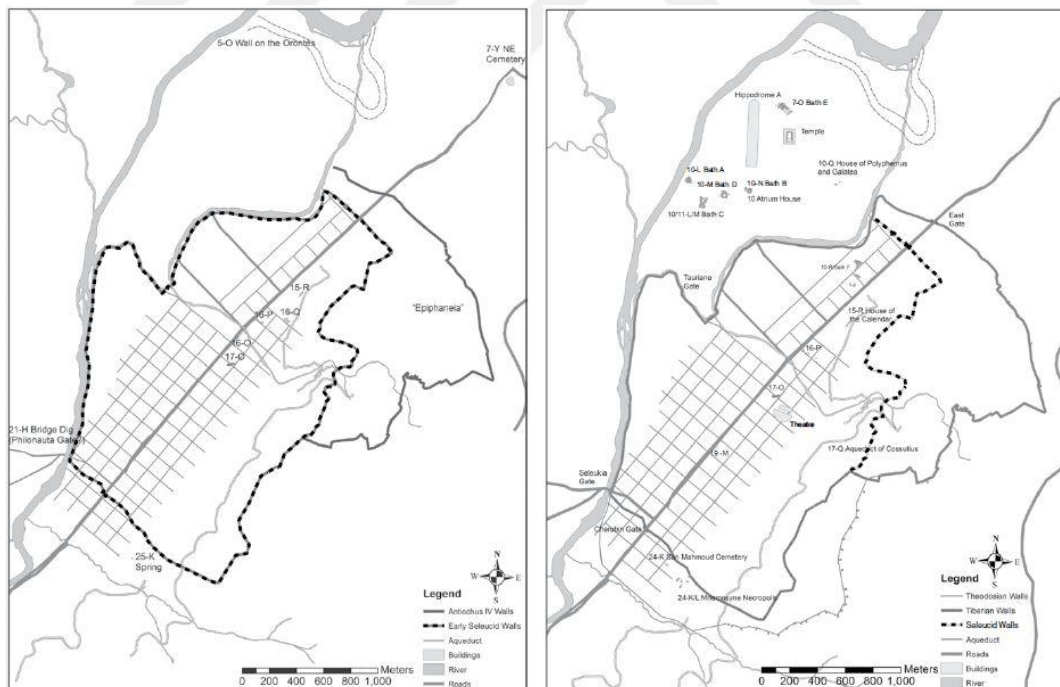 5-O Wall on the Orontes
7-Y NE
Cemetery
"Epiphaneia"
15-R
16-P
16-Q
16-O
17-O
21-H Bridge Dig
(Philonauta Gate?)
25-K
Spring
N
W E
S
Legend
Antiochus IV Walls
Early Seleucid Walls
Aqueduct
Buildings
River
Roads
Meters
0 200 400 600 800 1,000
Hippodrome A
7-O Bath E
Temple
10-L Bath A
10-M Bath D
10-N Bath B
10 Atrium House
10/11-L/M Bath C
10-Q House of Polyphemus
and Galatea
East
Gate
Tauriane
Gate
15-R House of
the Calendar
16-P
17-O
Theatre
19-M
17-Q Aqueduct of Cossutius
Seleukia
Gate
Gate
Mahmoud Cemetery
24-K/L Mnemosyne Necropolis
N
W E
S
Legend
Theodosian Walls
Tiberian Walls
Seleucid Walls
Aqueduct
Roads
Buildings
River
Meters
0 200 400 600 800 1,000